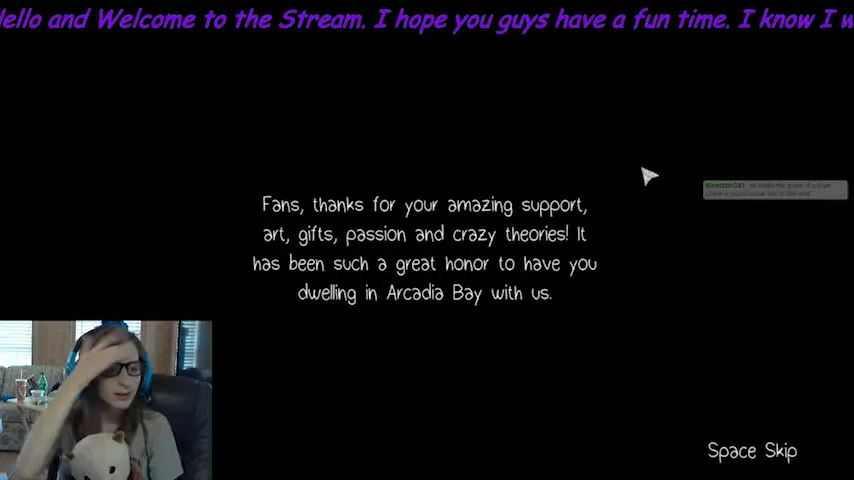 ello and Welcome to the Stream. I hope you guys have a fun time. I know I w
Fans, thanks for your amazing support,
art, gifts, passion and crazy theories! It
has been such a great honor to have you
dwelling in Arcadia Bay with us.
Space Skip